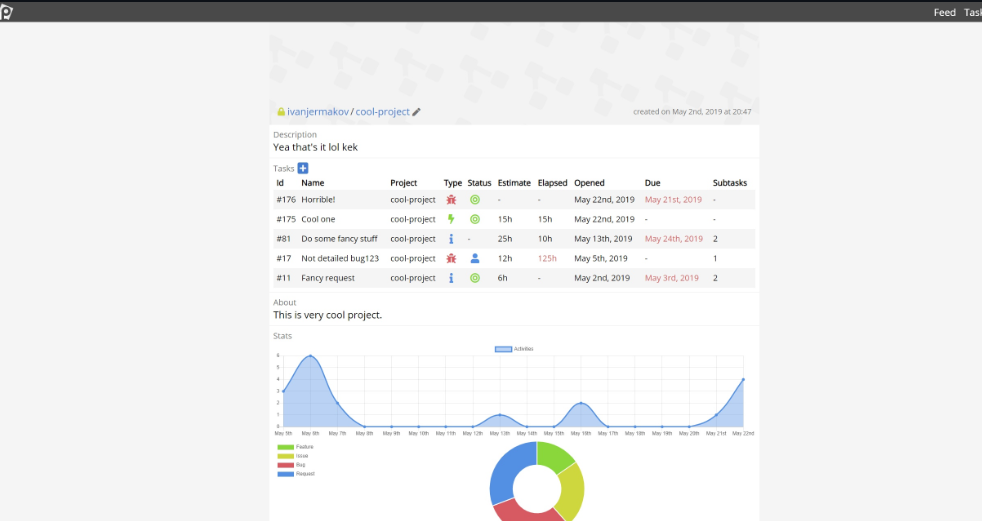 Feed Task
ivanjermakov / cool-project created on May 2nd, 2019 at 20:47
Description
Yea that's it lol kek
Tasks
Id Name Project Type Status Estimate Elapsed Opened Due Subtasks
#176 Horrible! cool-project - - May 22nd, 2019 May 21st, 2019 -
#175 Cool one cool-project 15h 15h May 22nd, 2019 - -
#81 Do some fancy stuff cool-project - 25h 10h May 13th, 2019 May 24th, 2019 2
#17 Not detailed bug123 cool-project 12h 125h May 5th, 2019 - 1
#11 Fancy request cool-project 6h - May 2nd, 2019 May 3rd, 2019 2
About
This is very cool project.
Stats
Activities
6
5
4
3
2
1
0
May 5th May 6th May 7th May 8th May 9th May 10th May 11th May 12th May 13th May 14th May 15th May 16th May 17th May 18th May 19th May 20th May 21st May 22nd
Feature
Issue
Bug
Request